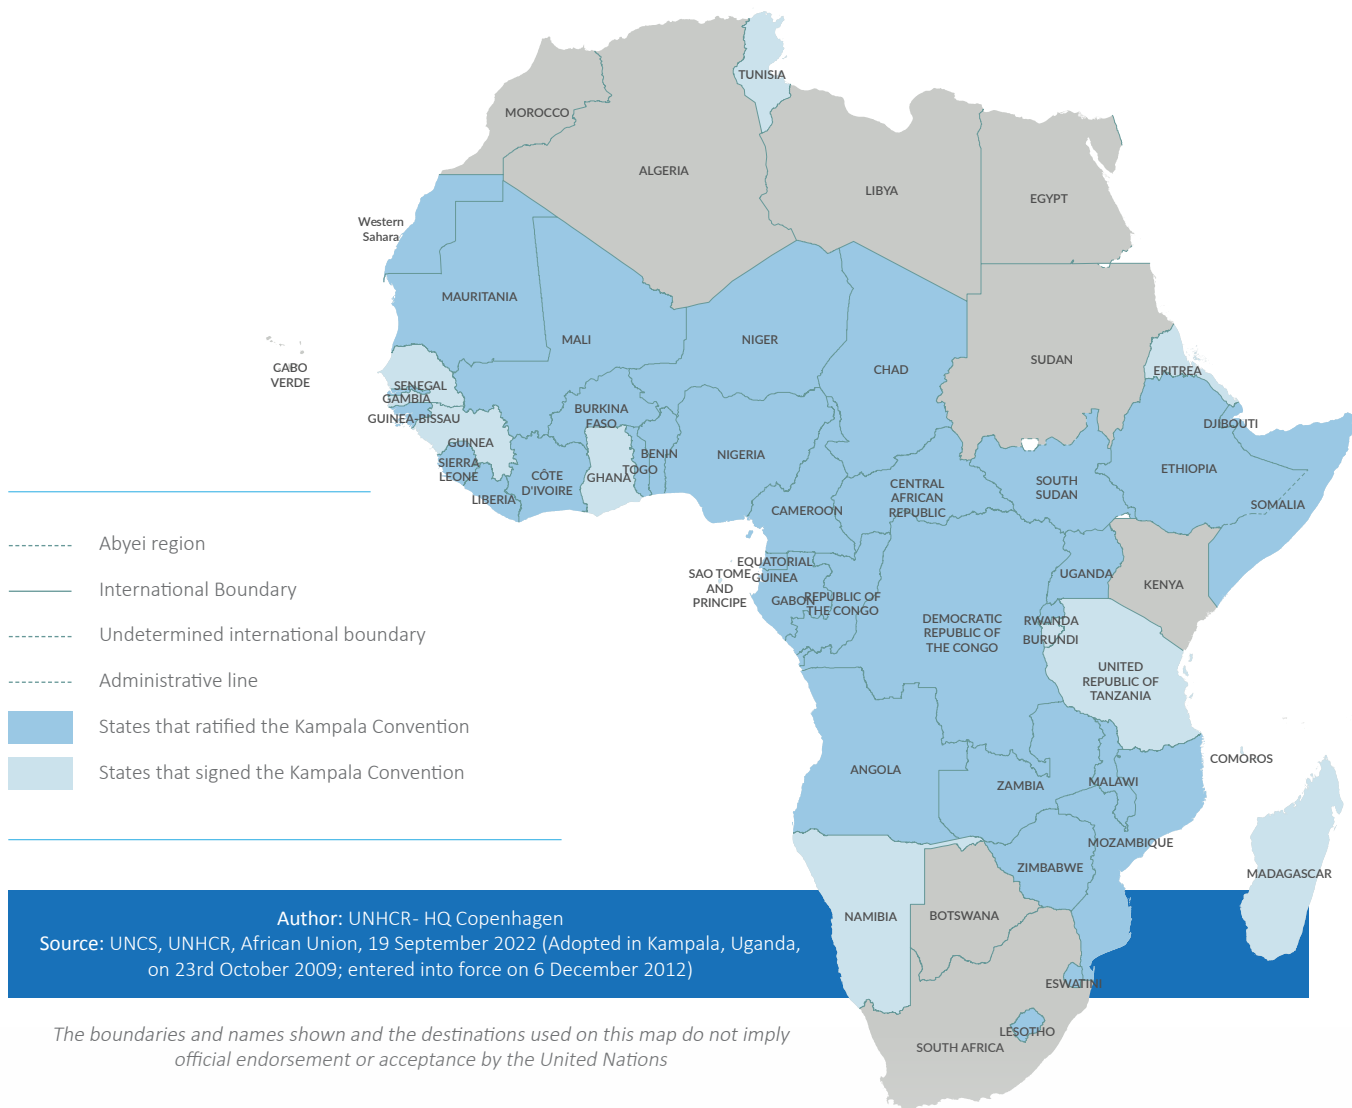 TUNISIA
MOROCCO
ALGERIA
LIBYA
EGYPT
Western
Sahara
MAURITANIA
MALI
NIGER
CHAD
SUDAN
ERITREA
CABO
VERDE
SENEGAL
GAMBIA
GUINEA-BISSAU
GUINEA
SIERRA
LEONE
LIBERIA
CÔTE
D'IVOIRE
BURKINA
FASO
GHANA
TOGO
BENIN
NIGERIA
CAMEROON
CENTRAL
AFRICAN
REPUBLIC
SOUTH
SUDAN
ETHIOPIA
DJIBOUTI
SOMALIA
EQUATORIAL
GUINEA
SAO TOME
AND
PRINCIPE
GABON
REPUBLIC OF
THE CONGO
DEMOCRATIC
REPUBLIC OF
THE CONGO
UGANDA
KENYA
RWANDA
BURUNDI
UNITED
REPUBLIC OF
TANZANIA
COMOROS
ANGOLA
ZAMBIA
MALAWI
MOZAMBIQUE
ZIMBABWE
MADAGASCAR
NAMIBIA
BOTSWANA
ESWATINI
LESOTHO
SOUTH AFRICA
Abyei region
International Boundary
Undetermined international boundary
Administrative line
States that ratified the Kampala Convention
States that signed the Kampala Convention
Author: UNHCR- HQ Copenhagen
Source: UNCS, UNHCR, African Union, 19 September 2022 (Adopted in Kampala, Uganda,
on 23rd October 2009; entered into force on 6 December 2012)
The boundaries and names shown and the destinations used on this map do not imply
official endorsement or acceptance by the United Nations